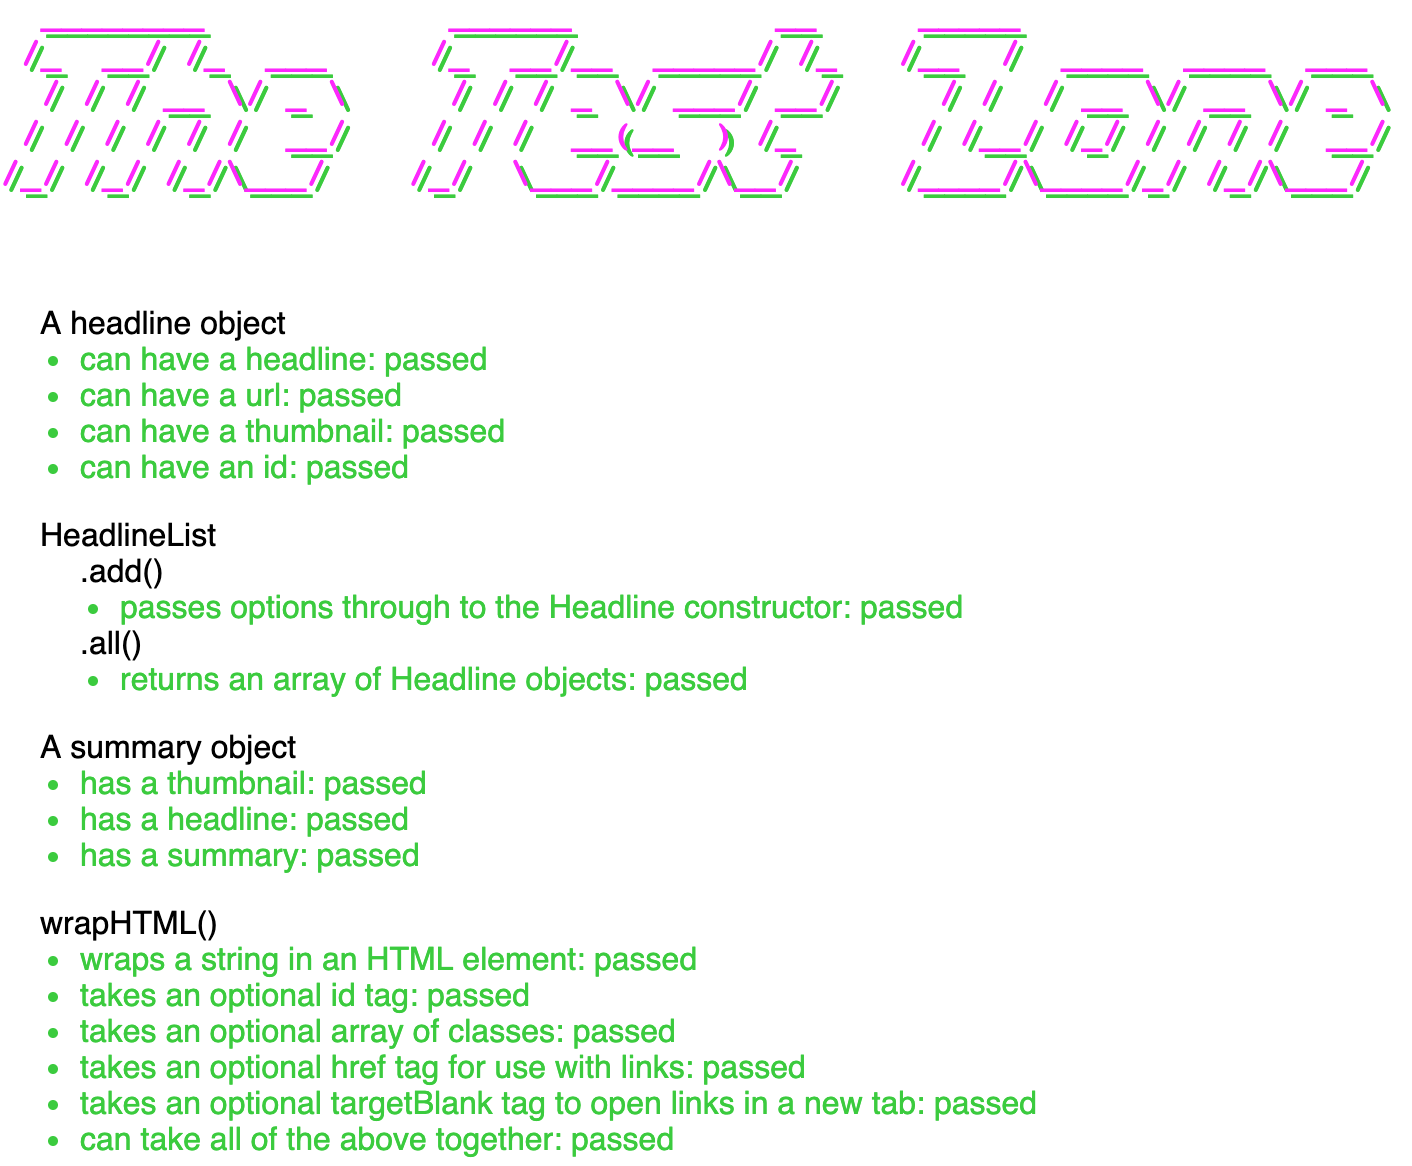 The Test Zone
A headline object
• can have a headline: passed
• can have a url: passed
• can have a thumbnail: passed
• can have an id: passed
HeadlineList
.add()
• passes options through to the Headline constructor: passed
.all()
• returns an array of Headline objects: passed
A summary object
• has a thumbnail: passed
• has a headline: passed
• has a summary: passed
wrapHTML()
• wraps a string in an HTML element: passed
• takes an optional id tag: passed
• takes an optional array of classes: passed
• takes an optional href tag for use with links: passed
• takes an optional targetBlank tag to open links in a new tab: passed
• can take all of the above together: passed